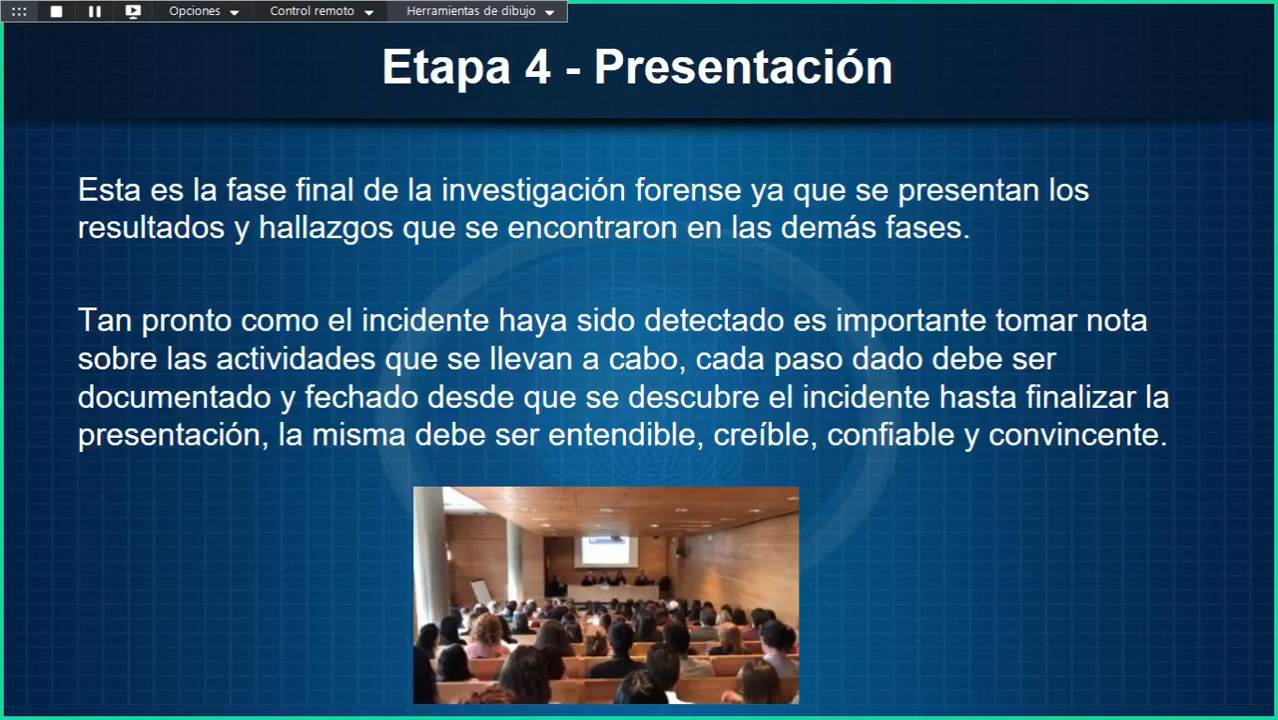 Opciones
Control remoto
Herramientas de dibujo
Etapa 4 - Presentación
Esta es la fase final de la investigación forense ya que se presentan los
resultados y hallazgos que se encontraron en las demás fases.
Tan pronto como el incidente haya sido detectado es importante tomar nota
sobre las actividades que se llevan a cabo, cada paso dado debe ser
documentado y fechado desde que se descubre el incidente hasta finalizar la
presentación, la misma debe ser entendible, creíble, confiable y convincente.